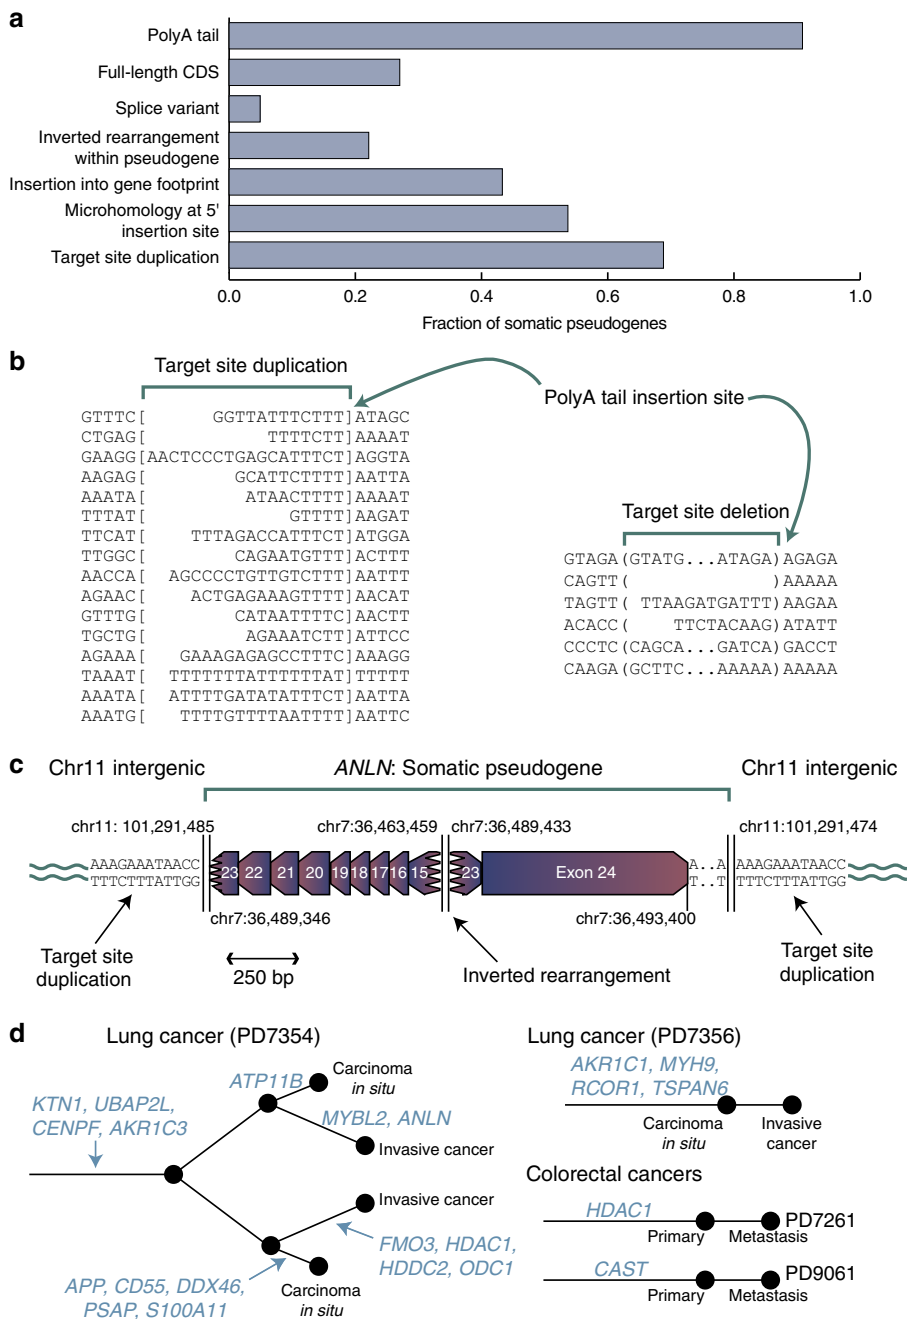 a
PolyA tail
Full-length CDS
Splice variant
Inverted rearrangement
within pseudogene
Insertion into gene footprint
Microhomology at 5'
insertion site
Target site duplication
0.0 0.2 0.4 0.6 0.8 1.0
Fraction of somatic pseudogenes
b
Target site duplication
PolyA tail insertion site
GTTTC[ GGTTATTTCTTT]ATAGC
CTGAG[ TTTTCTT]AAAAT
GAAGG[AACTCCCTGAGCATTTCT]AGGTA
AAGAG[ GCATTCTTTT]AATTA
AAATA[ ATAACTTTT]AAAAT
TTTAT[ GTTTT]AAGAT
TTCAT[ TTTAGACCATTTCT]ATGGA
TTGGC[ CAGAATGTTT]ACTTT
AACCA[ AGCCCCTGTTGTCTTT]AATTT
AGAAC[ ACTGAGAAAGTTTT]AACAT
GTTTG[ CATAATTTTC]AACTT
TGCTG[ AGAAATCTT]ATTCC
AGAAA[ GAAAGAGAGCCTTTC]AAAGG
TAAAT[ TTTTTTTATTTTTTAT]TTTTT
AAATA[ ATTTTGATATATTTCT]AATTA
AAATG[ TTTTGTTTTAATTTT]AATTC
Target site deletion
GTAGA(GTATG...ATAGA)AGAGA
CAGTT( )AAAAA
TAGTT( TTAAGATGATTT)AAGAA
ACACC( TTCTACAAG)ATATT
CCCTC(CAGCA...GATCA)GACCT
CAAGA(GCTTC...AAAAA)AAAAA
c
Chr11 intergenic
ANLN: Somatic pseudogene
Chr11 intergenic
chr11: 101,291,485
chr7:36,463,459
chr7:36,489,433
chr11:101,291,474
AAAGAAATAACC
TTTCTTTATTGG
23 22 21 20 19 18 17 16 15
23 Exon 24
A..A
T..T
AAAGAAATAACC
TTTCTTTATTGG
chr7:36,489,346
chr7:36,493,400
Target site
duplication
250 bp
Inverted rearrangement
Target site
duplication
d
Lung cancer (PD7354)
KTN1, UBAP2L,
CENPF, AKR1C3
ATP11B
Carcinoma
in situ
MYBL2, ANLN
Invasive cancer
Invasive cancer
FMO3, HDAC1,
HDDC2, ODC1
APP, CD55, DDX46,
PSAP, S100A11
Carcinoma
in situ
Lung cancer (PD7356)
AKR1C1, MYH9,
RCOR1, TSPAN6
Carcinoma
in situ
Invasive
cancer
Colorectal cancers
HDAC1
Primary
Metastasis
PD7261
CAST
Primary
Metastasis
PD9061